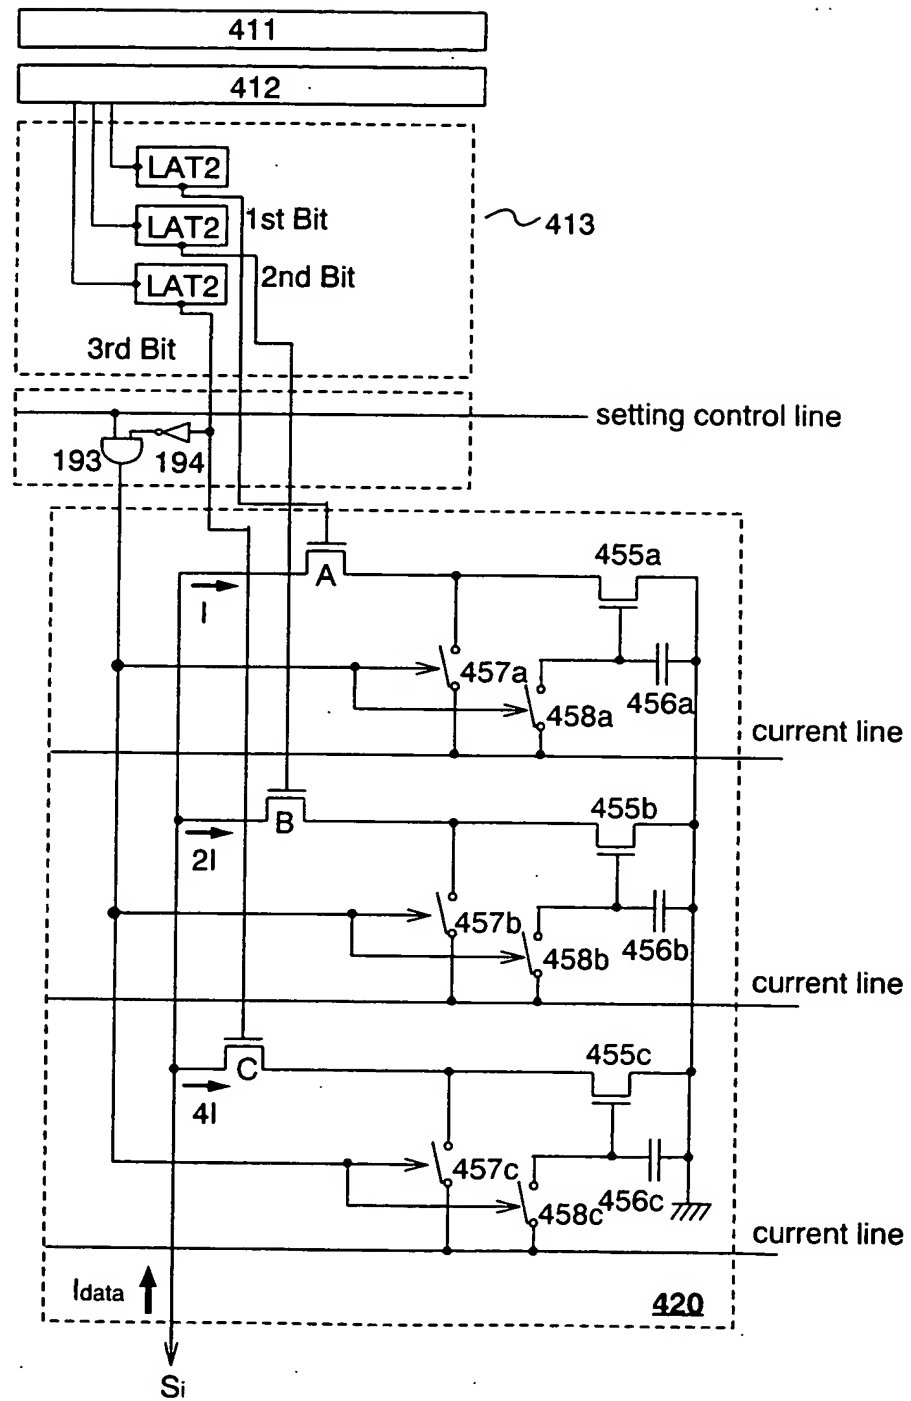 411
412
LAT2
LAT2
LAT2
1st Bit
2nd Bit
3rd Bit
413
setting control line
193
194
A
455a
I
457a
458a
456a
current line
B
455b
2I
457b
458b
456b
current line
C
455c
4I
457c
458c
456c
current line
Idata
420
Si